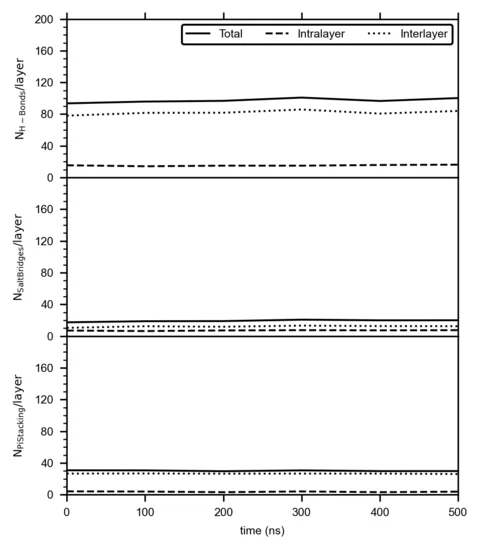 Total Intralayer Interlayer
200
160
120
80
40
0
N_H−Bonds/layer
160
120
80
40
0
N_SaltBridges/layer
160
120
80
40
0
N_PiStacking/layer
0 100 200 300 400 500
time (ns)